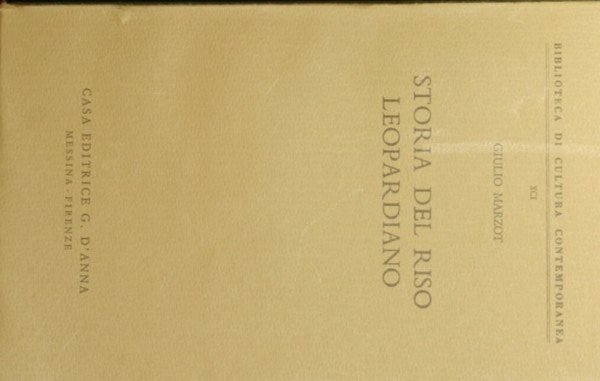 BIBLIOTECA DI CULTURA CONTEMPORANEA
XCI
GIULIO MARZOT
STORIA DEL RISO
LEOPARDIANO
CASA EDITRICE G. D'ANNA
MESSINA - FIRENZE